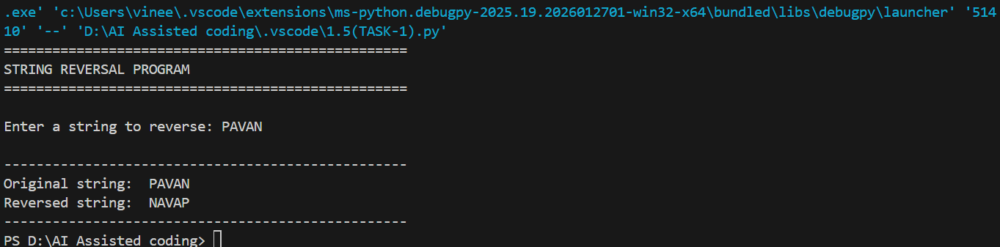 .exe' 'c:\Users\vinee\.vscode\extensions\ms-python.debugpy-2025.19.2026012701-win32-x64\bundled\libs\debugpy\launcher' '514
10' '--' 'D:\AI Assisted coding\.vscode\1.5(TASK-1).py'
==================================================
STRING REVERSAL PROGRAM
==================================================
Enter a string to reverse: PAVAN
--------------------------------------------------
Original string:  PAVAN
Reversed string:  NAVAP
--------------------------------------------------
PS D:\AI Assisted coding>